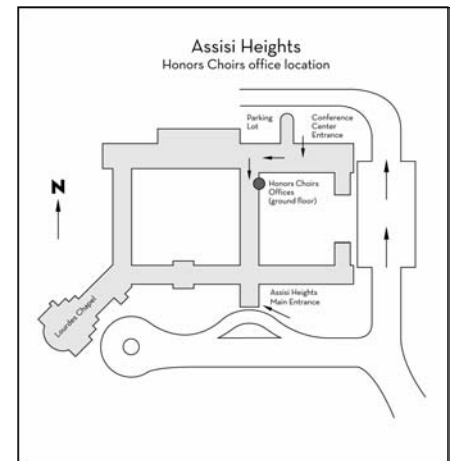 Assisi Heights
Honors Choirs office location
Parking
Lot
Conference
Center
Entrance
N
Honors Choirs
Offices
(ground floor)
Assisi Heights
Main Entrance
Lourdes Chapel